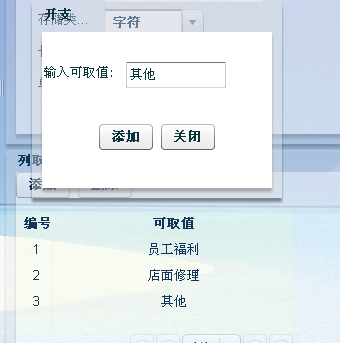 开支
存储类...
字符
输入可取值:
其他
添加
关闭
列取
添加
编号 可取值
1 员工福利
2 店面修理
3 其他